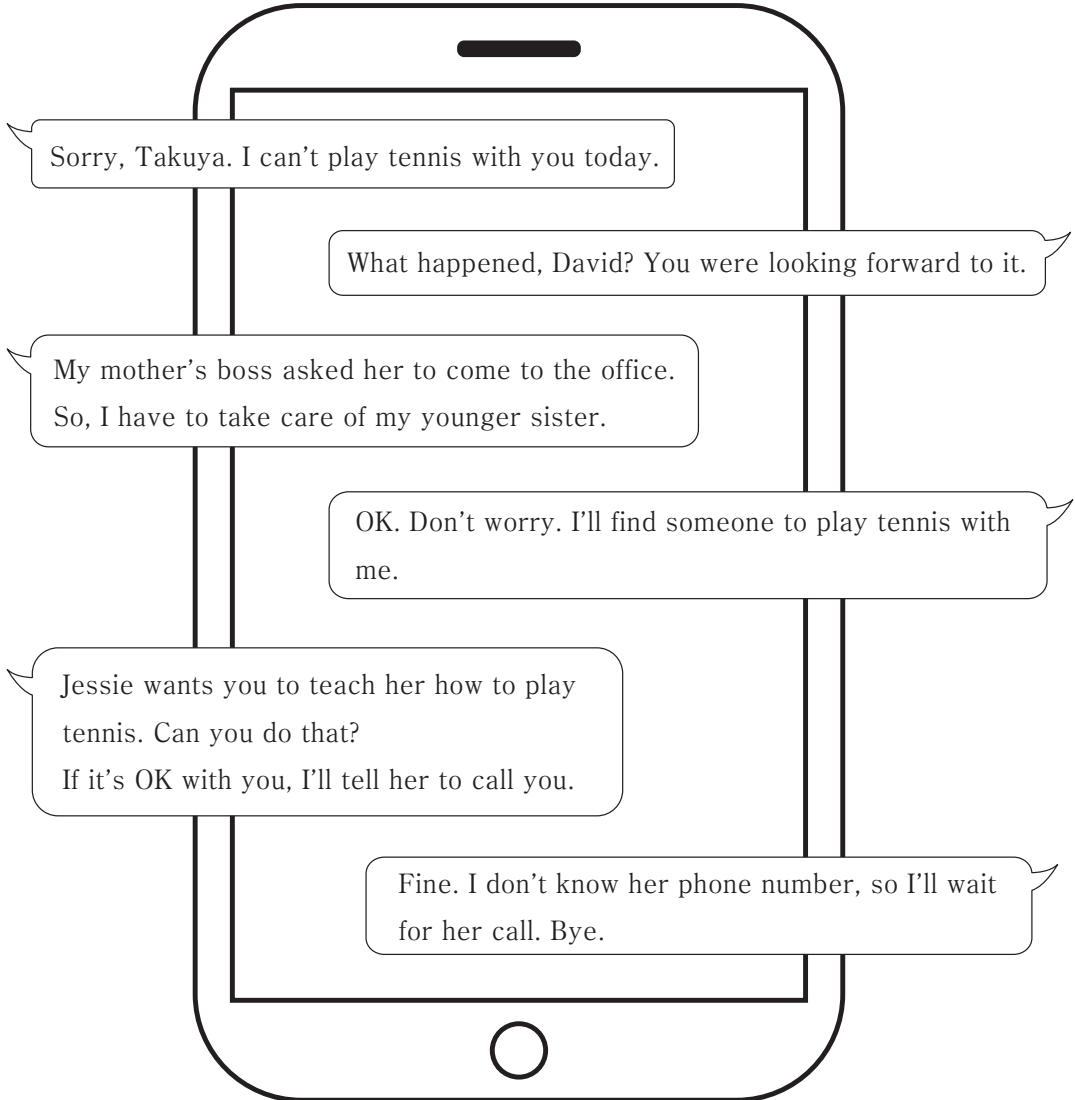 Sorry, Takuya. I can't play tennis with you today.
What happened, David? You were looking forward to it.
My mother's boss asked her to come to the office.
So, I have to take care of my younger sister.
OK. Don't worry. I'll find someone to play tennis with
me.
Jessie wants you to teach her how to play
tennis. Can you do that?
If it's OK with you, I'll tell her to call you.
Fine. I don't know her phone number, so I'll wait
for her call. Bye.